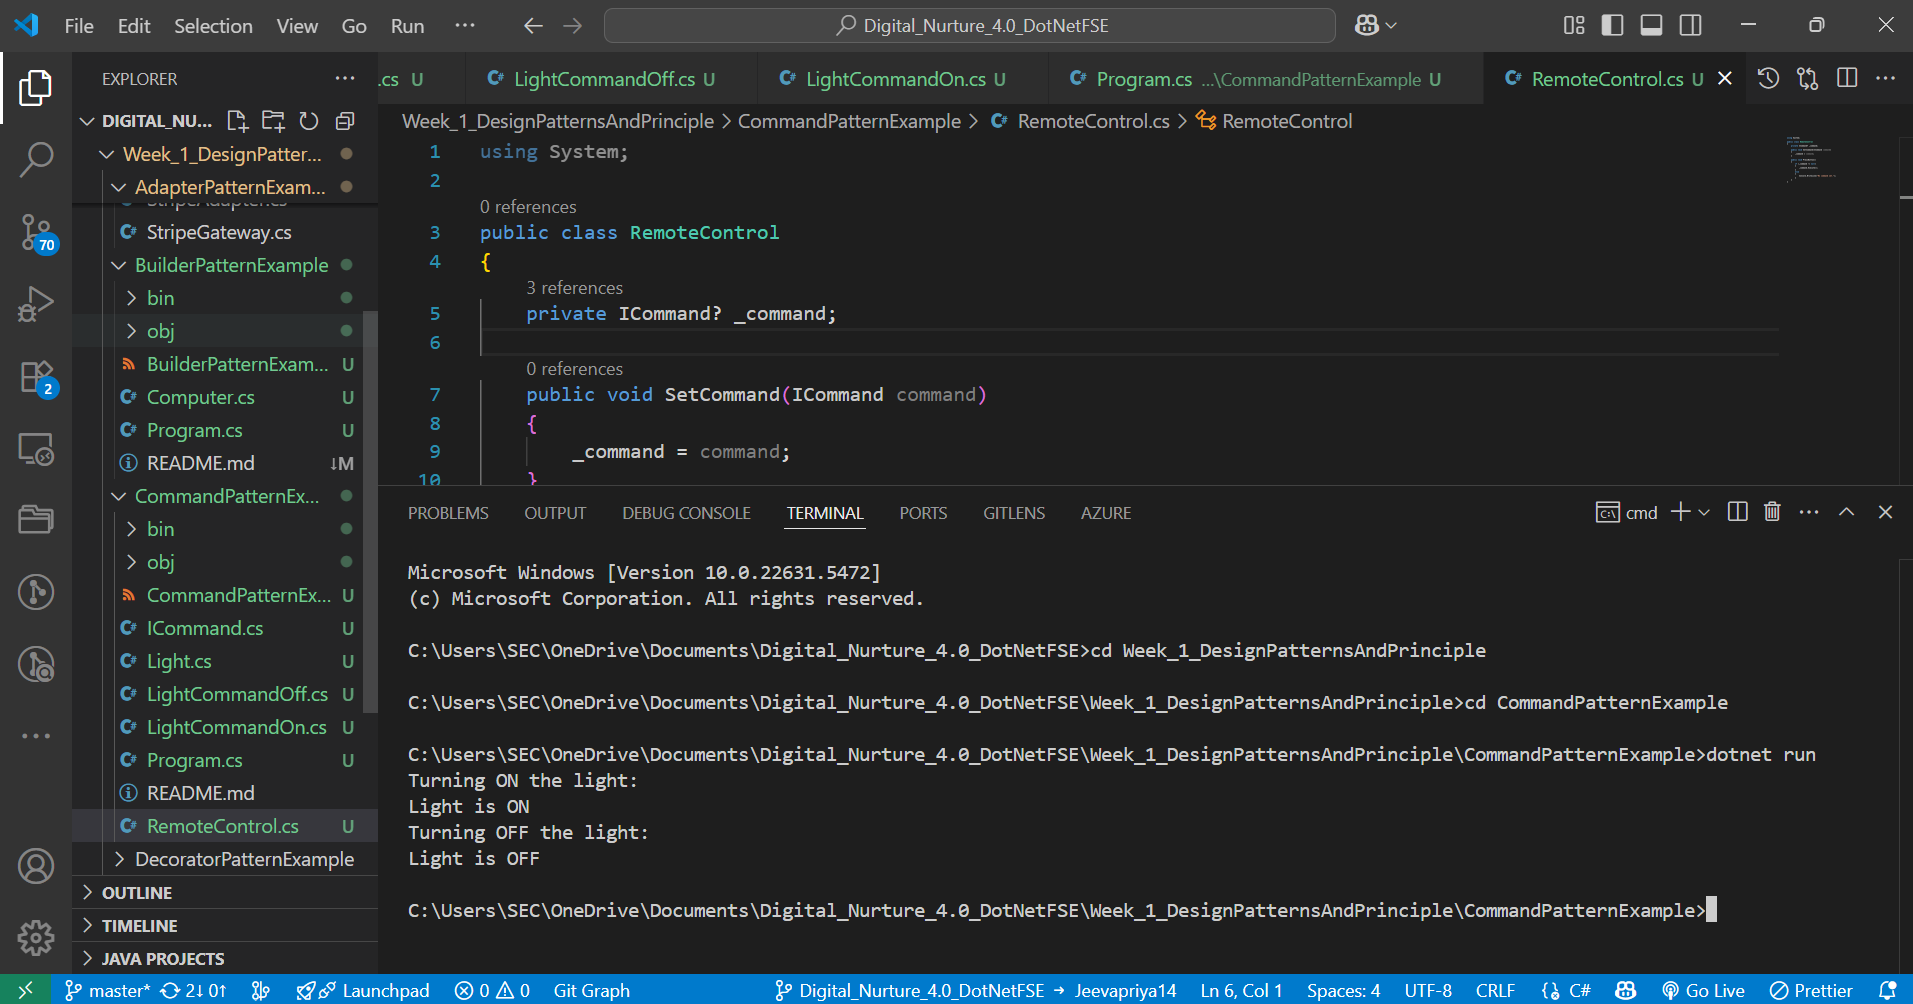 File Edit Selection View Go Run ··· Digital_Nurture_4.0_DotNetFSE
EXPLORER
DIGITAL_NU...
Week_1_DesignPatter...
AdapterPatternExam...
StripeAdapter.cs
StripeGateway.cs
BuilderPatternExample
bin
obj
BuilderPatternExam... U
Computer.cs U
Program.cs U
README.md ↓M
CommandPatternEx...
bin
obj
CommandPatternEx... U
ICommand.cs U
Light.cs U
LightCommandOff.cs U
LightCommandOn.cs U
Program.cs U
README.md
RemoteControl.cs U
DecoratorPatternExample
OUTLINE
TIMELINE
JAVA PROJECTS
70
2
.cs U LightCommandOff.cs U LightCommandOn.cs U Program.cs ...\CommandPatternExample U RemoteControl.cs U
Week_1_DesignPatternsAndPrinciple > CommandPatternExample > RemoteControl.cs > RemoteControl
1 using System;
2
0 references
3 public class RemoteControl
4 {
3 references
5 private ICommand? _command;
6
0 references
7 public void SetCommand(ICommand command)
8 {
9 _command = command;
10 }
PROBLEMS OUTPUT DEBUG CONSOLE TERMINAL PORTS GITLENS AZURE cmd
Microsoft Windows [Version 10.0.22631.5472]
(c) Microsoft Corporation. All rights reserved.
C:\Users\SEC\OneDrive\Documents\Digital_Nurture_4.0_DotNetFSE>cd Week_1_DesignPatternsAndPrinciple
C:\Users\SEC\OneDrive\Documents\Digital_Nurture_4.0_DotNetFSE\Week_1_DesignPatternsAndPrinciple>cd CommandPatternExample
C:\Users\SEC\OneDrive\Documents\Digital_Nurture_4.0_DotNetFSE\Week_1_DesignPatternsAndPrinciple\CommandPatternExample>dotnet run
Turning ON the light:
Light is ON
Turning OFF the light:
Light is OFF
C:\Users\SEC\OneDrive\Documents\Digital_Nurture_4.0_DotNetFSE\Week_1_DesignPatternsAndPrinciple\CommandPatternExample>
master* 2↓ 0↑ Launchpad 0 0 Git Graph Digital_Nurture_4.0_DotNetFSE → Jeevapriya14 Ln 6, Col 1 Spaces: 4 UTF-8 CRLF {} C# Go Live Prettier